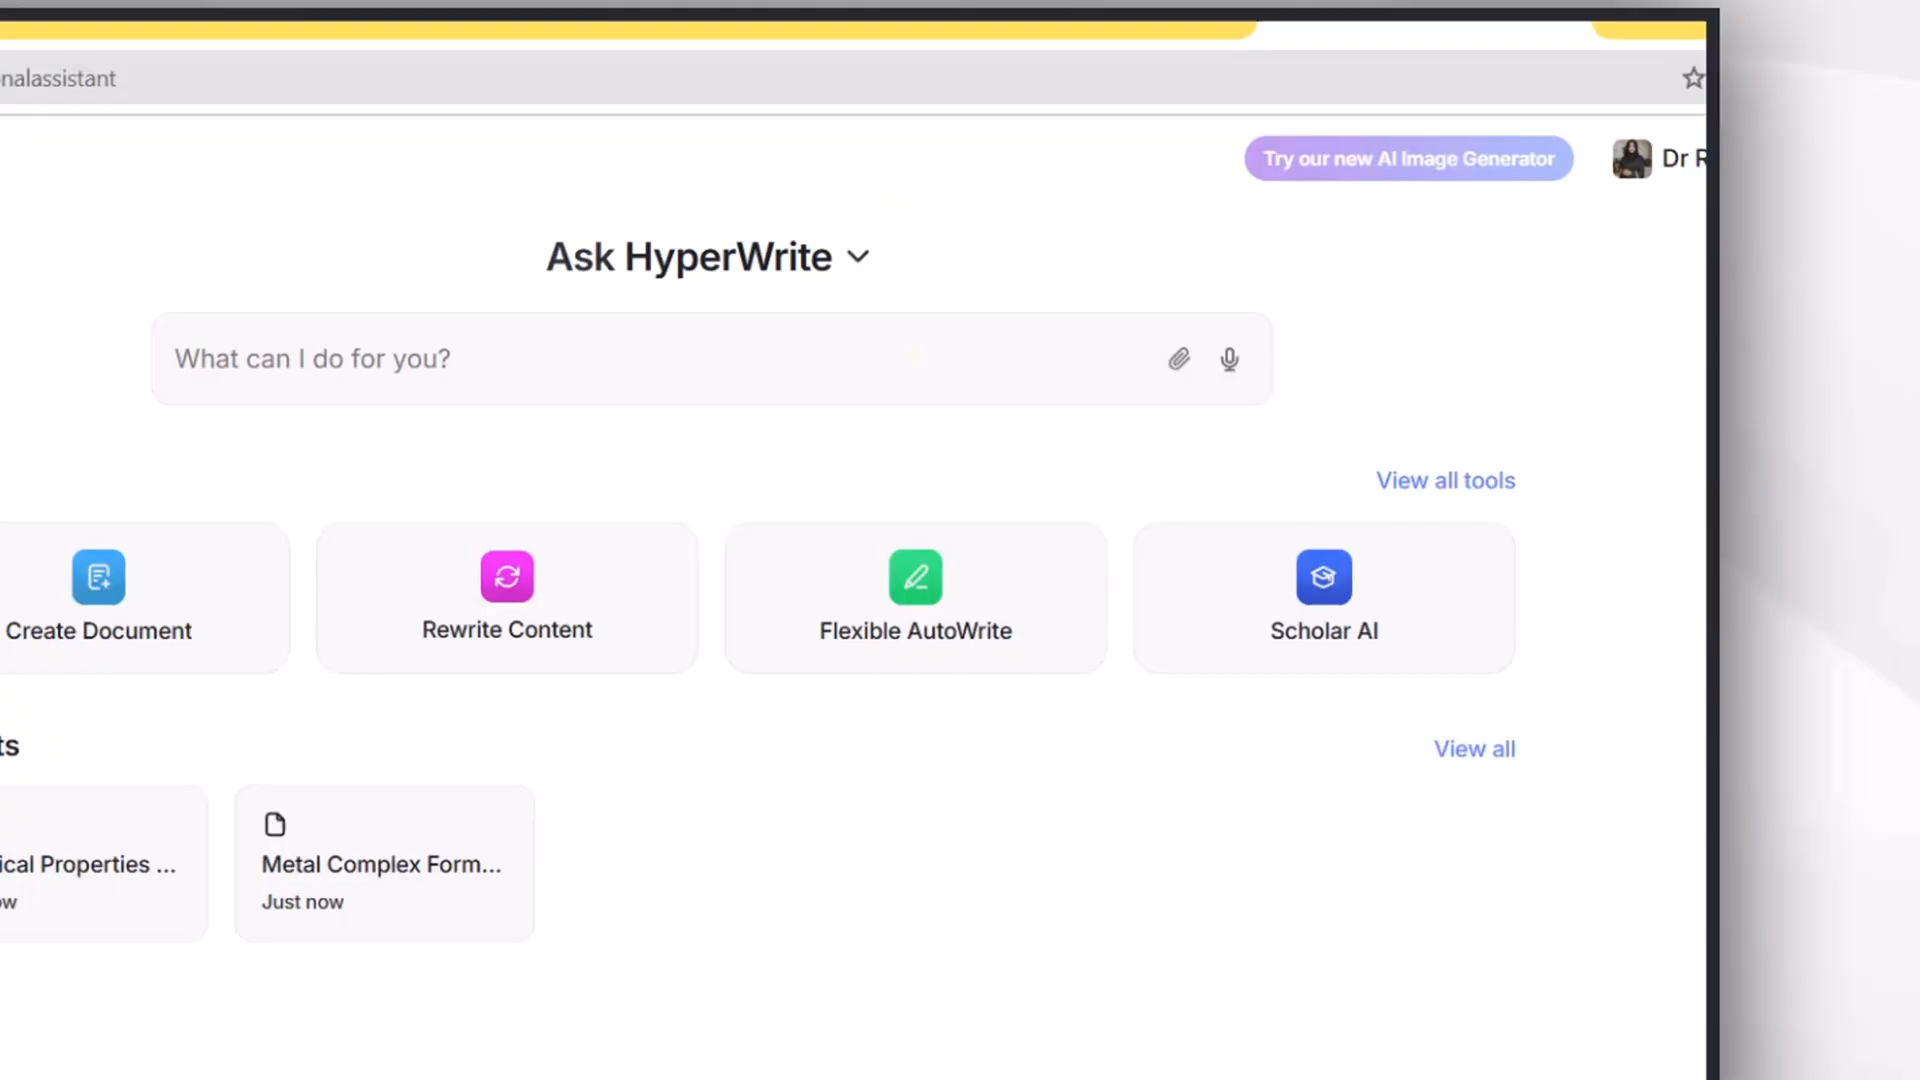 nalassistant
Try our new AI Image Generator
Dr R
Ask HyperWrite
What can I do for you?
View all tools
Create Document
Rewrite Content
Flexible AutoWrite
Scholar AI
ts
View all
ical Properties ...
Metal Complex Form...
ow
Just now